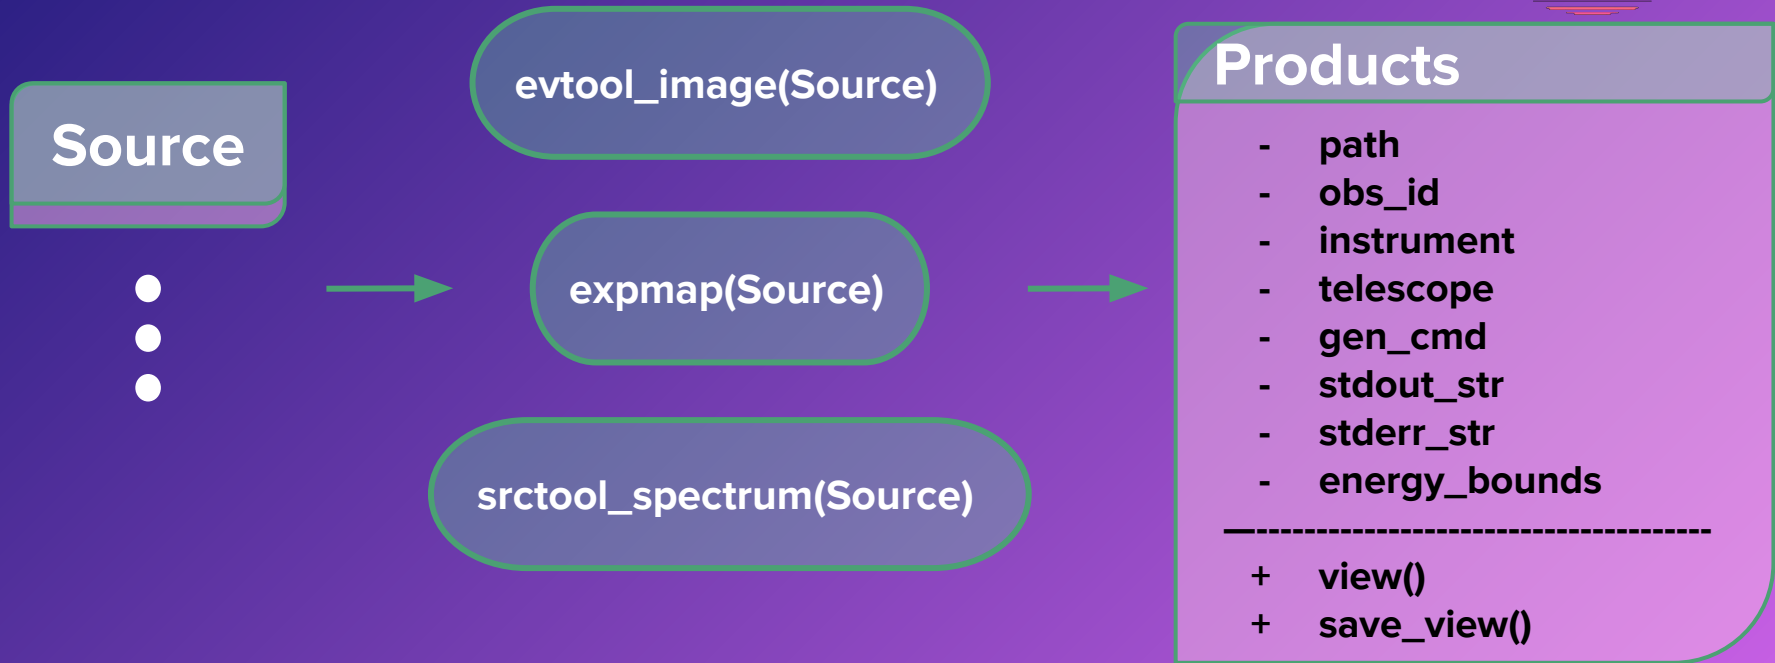 Source
evtool_image(Source)
expmap(Source)
srctool_spectrum(Source)
Products
- path
- obs_id
- instrument
- telescope
- gen_cmd
- stdout_str
- stderr_str
- energy_bounds
—--------------------------------------
+ view()
+ save_view()